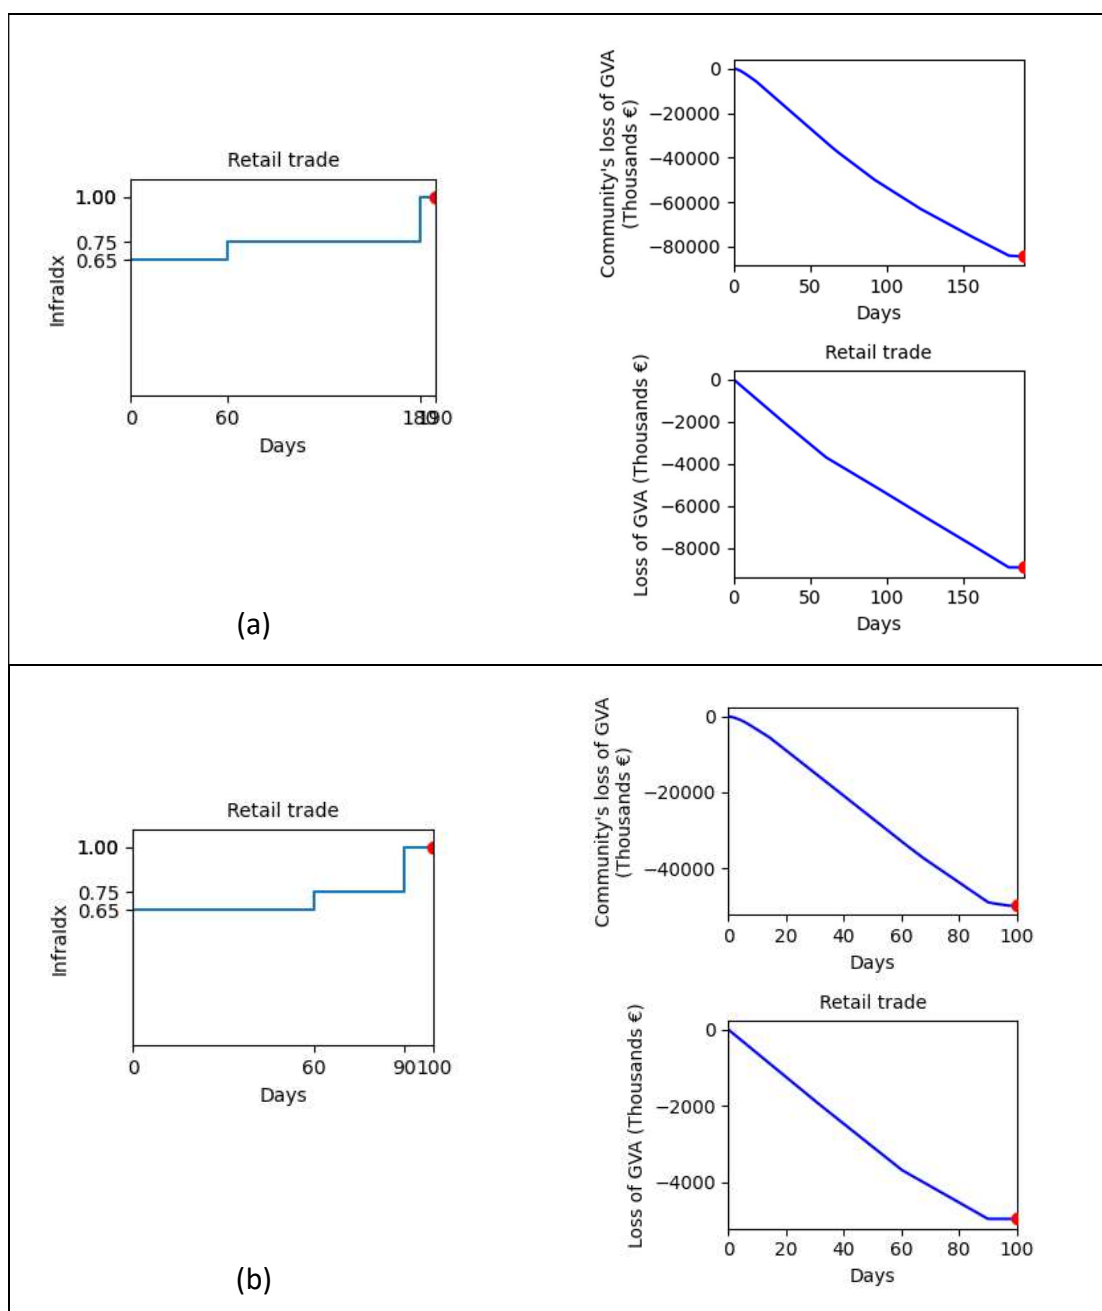 Retail trade
InfraIdx
1.00
0.75
0.65
0
60
180
190
Days
Community's loss of GVA
(Thousands €)
0
−20000
−40000
−60000
−80000
0
50
100
150
Days
Retail trade
Loss of GVA (Thousands €)
0
−2000
−4000
−6000
−8000
0
50
100
150
Days
(a)
Retail trade
InfraIdx
1.00
0.75
0.65
0
60
90
100
Days
Community's loss of GVA
(Thousands €)
0
−20000
−40000
0
20
40
60
80
100
Days
Retail trade
Loss of GVA (Thousands €)
0
−2000
−4000
0
20
40
60
80
100
Days
(b)